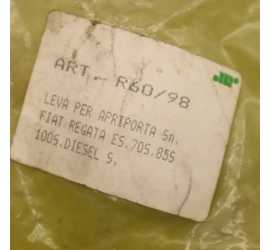 ART. R60/98
LEVA PER APRIPORTA Sn.
FIAT REGATA ES.70S.85S
100S.DIESEL S,